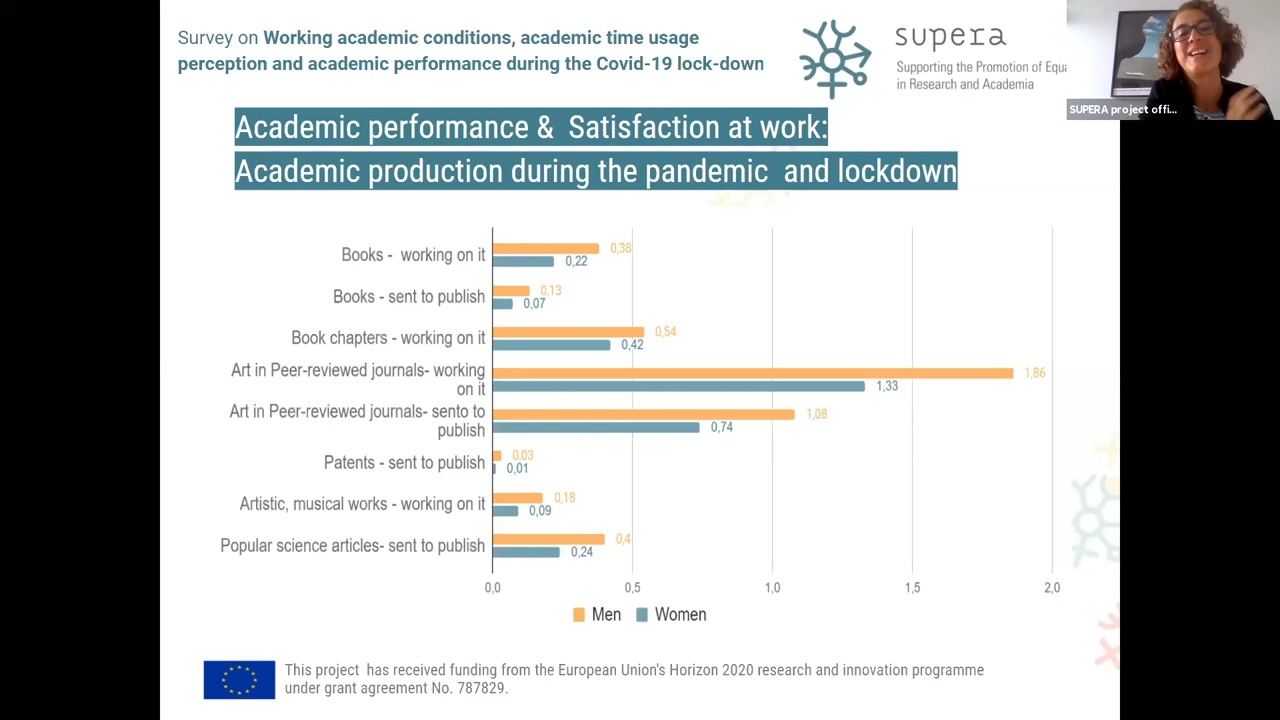 Survey on Working academic conditions, academic time usage
perception and academic performance during the Covid-19 lock-down
supera
Supporting the Promotion of Equa
in Research and Academia
SUPERA project offi...
Academic performance & Satisfaction at work:
Academic production during the pandemic and lockdown
Books - working on it
0,38
0,22
Books - sent to publish
0,13
0,07
Book chapters - working on it
0,54
0,42
Art in Peer-reviewed journals- working
on it
1,86
1,33
Art in Peer-reviewed journals- sento to
publish
1,08
0,74
Patents - sent to publish
0,03
0,01
Artistic, musical works - working on it
0,18
0,09
Popular science articles- sent to publish
0,4
0,24
0,0 0,5 1,0 1,5 2,0
Men Women
This project has received funding from the European Union's Horizon 2020 research and innovation programme
under grant agreement No. 787829.